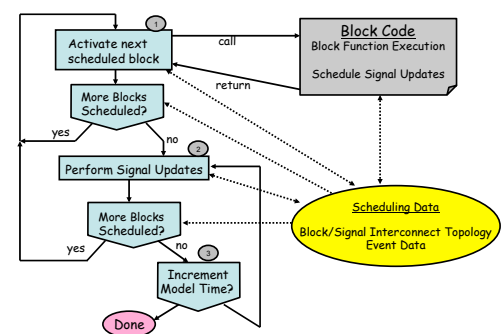 1
Activate next
scheduled block
call
return
Block Code
Block Function Execution
Schedule Signal Updates
More Blocks
Scheduled?
yes
no
2
Perform Signal Updates
More Blocks
Scheduled?
yes
no
3
Increment
Model Time?
Done
Scheduling Data
Block/Signal Interconnect Topology
Event Data